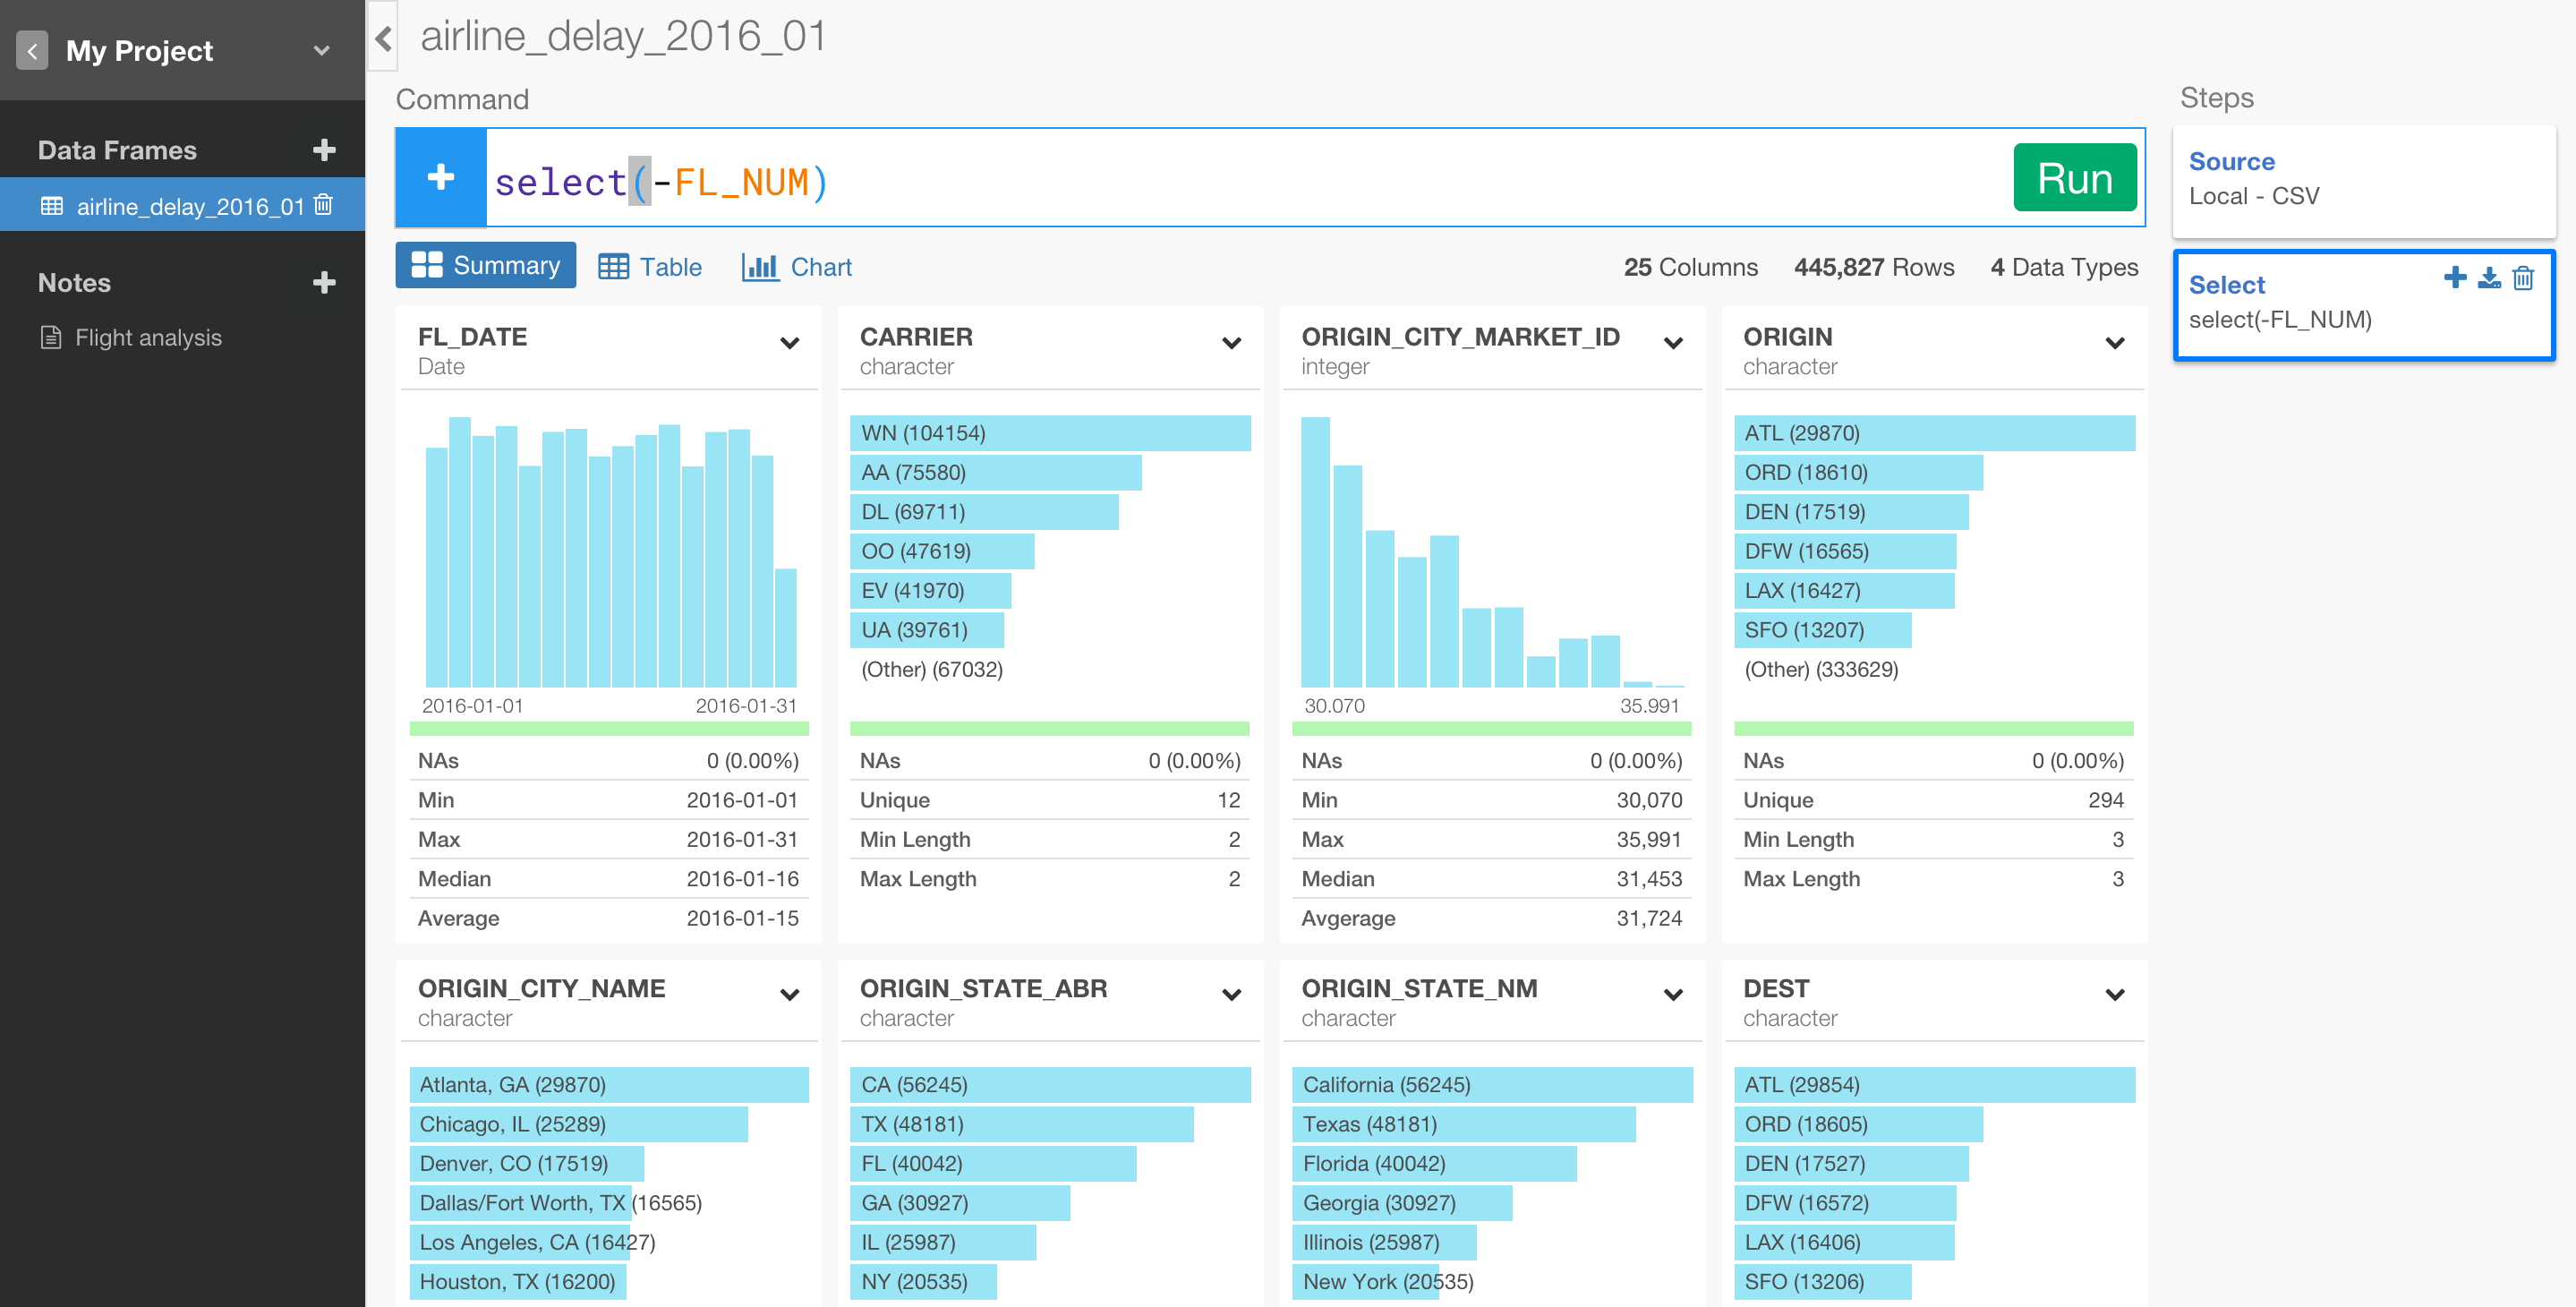 My Project
Data Frames
airline_delay_2016_01
Notes
Flight analysis
airline_delay_2016_01
Command
select(-FL_NUM)
Run
Summary
Table
Chart
25 Columns
445,827 Rows
4 Data Types
FL_DATE
Date
2016-01-01 2016-01-31
NAs 0 (0.00%)
Min 2016-01-01
Max 2016-01-31
Median 2016-01-16
Average 2016-01-15
CARRIER
character
WN (104154)
AA (75580)
DL (69711)
OO (47619)
EV (41970)
UA (39761)
(Other) (67032)
NAs 0 (0.00%)
Unique 12
Min Length 2
Max Length 2
ORIGIN_CITY_MARKET_ID
integer
30.070 35.991
NAs 0 (0.00%)
Min 30,070
Max 35,991
Median 31,453
Avgerage 31,724
ORIGIN
character
ATL (29870)
ORD (18610)
DEN (17519)
DFW (16565)
LAX (16427)
SFO (13207)
(Other) (333629)
NAs 0 (0.00%)
Unique 294
Min Length 3
Max Length 3
ORIGIN_CITY_NAME
character
Atlanta, GA (29870)
Chicago, IL (25289)
Denver, CO (17519)
Dallas/Fort Worth, TX (16565)
Los Angeles, CA (16427)
Houston, TX (16200)
ORIGIN_STATE_ABR
character
CA (56245)
TX (48181)
FL (40042)
GA (30927)
IL (25987)
NY (20535)
ORIGIN_STATE_NM
character
California (56245)
Texas (48181)
Florida (40042)
Georgia (30927)
Illinois (25987)
New York (20535)
DEST
character
ATL (29854)
ORD (18605)
DEN (17527)
DFW (16572)
LAX (16406)
SFO (13206)
Steps
Source
Local - CSV
Select
select(-FL_NUM)